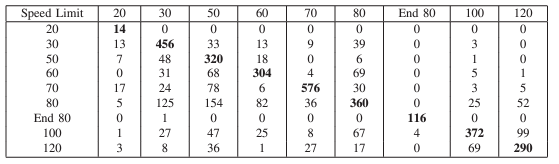 Speed Limit 20 30 50 60 70 80 End 80 100 120
20 14 0 0 0 0 0 0 0 0
30 13 456 33 13 9 39 0 3 0
50 7 48 320 18 0 6 0 1 0
60 0 31 68 304 4 69 0 5 1
70 17 24 78 6 576 30 0 3 5
80 5 125 154 82 36 360 0 25 52
End 80 0 1 0 0 0 0 116 0 0
100 1 27 47 25 8 67 4 372 99
120 3 8 36 1 27 17 0 69 290